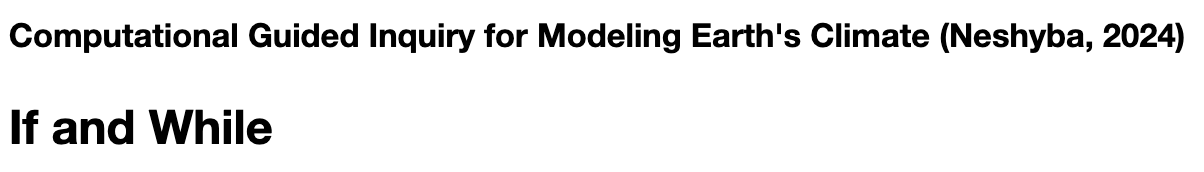 Computational Guided Inquiry for Modeling Earth's Climate (Neshyba, 2024)
If and While